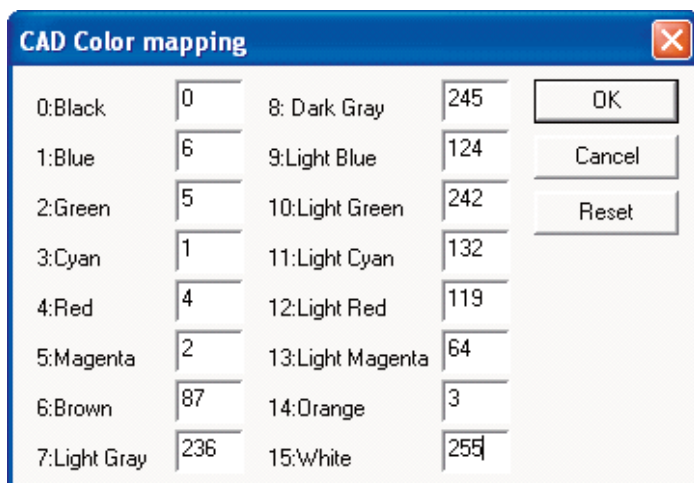 CAD Color mapping
0:Black 0 8: Dark Gray 245 OK
1:Blue 6 9:Light Blue 124 Cancel
2:Green 5 10:Light Green 242 Reset
3:Cyan 1 11:Light Cyan 132
4:Red 4 12:Light Red 119
5:Magenta 2 13:Light Magenta 64
6:Brown 87 14:Orange 3
7:Light Gray 236 15:White 255